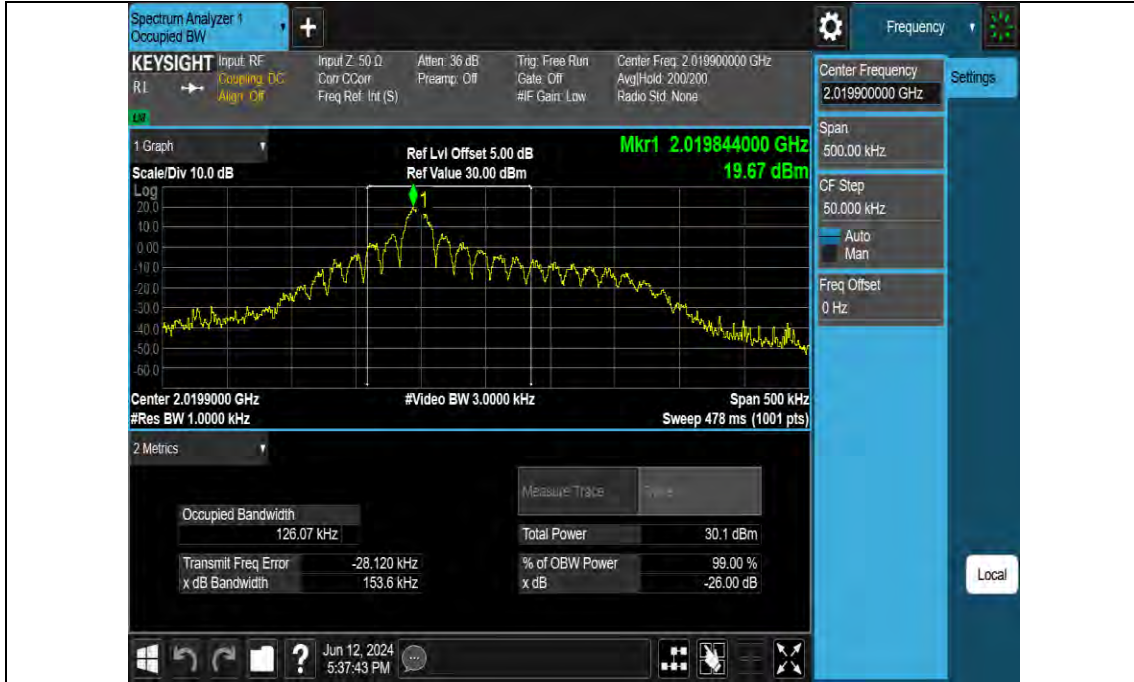 Spectrum Analyzer 1
Occupied BW
Frequency
KEYSIGHT
RL
Input: RF
Coupling: DC
Align: Off
Input Z: 50 Ω
Corr CCorr
Freq Ref: Int (S)
Atten: 36 dB
Preamp: Off
Trig: Free Run
Gate: Off
#IF Gain: Low
Center Freq: 2.019900000 GHz
Avg|Hold: 200/200
Radio Std: None
1 Graph
Scale/Div 10.0 dB
Ref Lvl Offset 5.00 dB
Ref Value 30.00 dBm
Mkr1 2.019844000 GHz
19.67 dBm
Log
20.0
10.0
0.00
-10.0
-20.0
-30.0
-40.0
-50.0
-60.0
1
Center 2.0199000 GHz
#Res BW 1.0000 kHz
#Video BW 3.0000 kHz
Span 500 kHz
Sweep 478 ms (1001 pts)
2 Metrics
Measure Trace
Occupied Bandwidth
126.07 kHz
Total Power 30.1 dBm
Transmit Freq Error -28.120 kHz
% of OBW Power 99.00 %
x dB Bandwidth 153.6 kHz
x dB -26.00 dB
Center Frequency
2.019900000 GHz
Settings
Span
500.00 kHz
CF Step
50.000 kHz
Auto
Man
Freq Offset
0 Hz
Local
Jun 12, 2024
5:37:43 PM